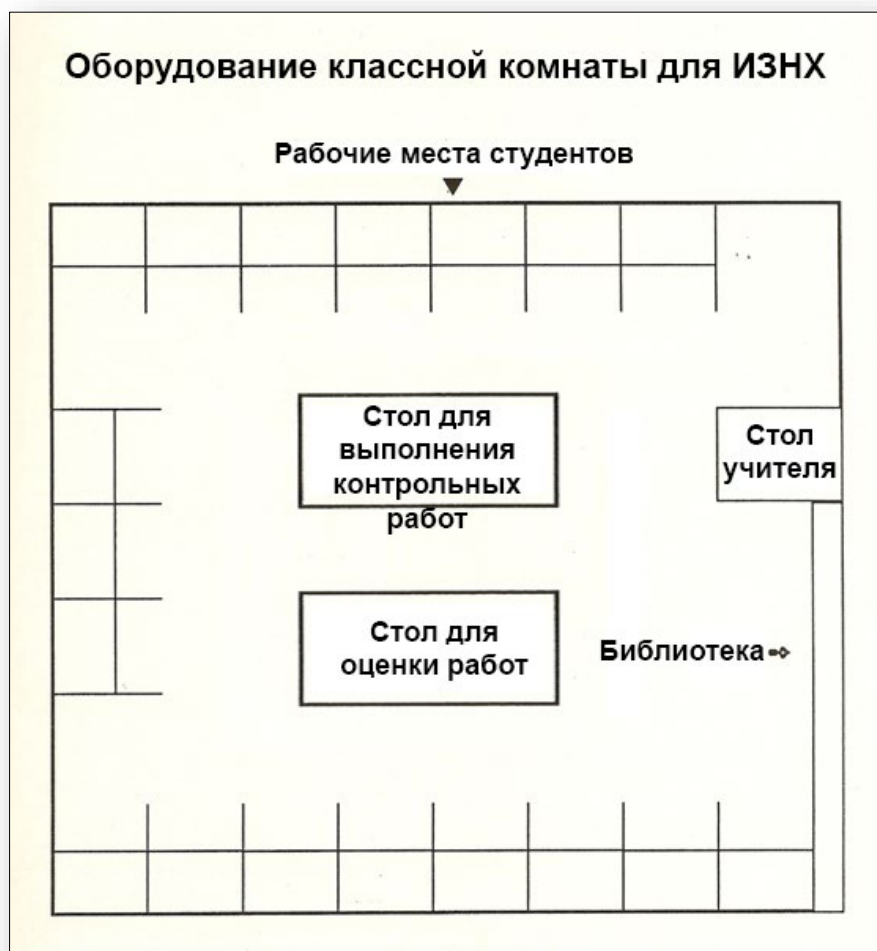 Оборудование классной комнаты для ИЗНХ
Рабочие места студентов
Стол для
выполнения
контрольных
работ
Стол
учителя
Стол для
оценки работ
Библиотека